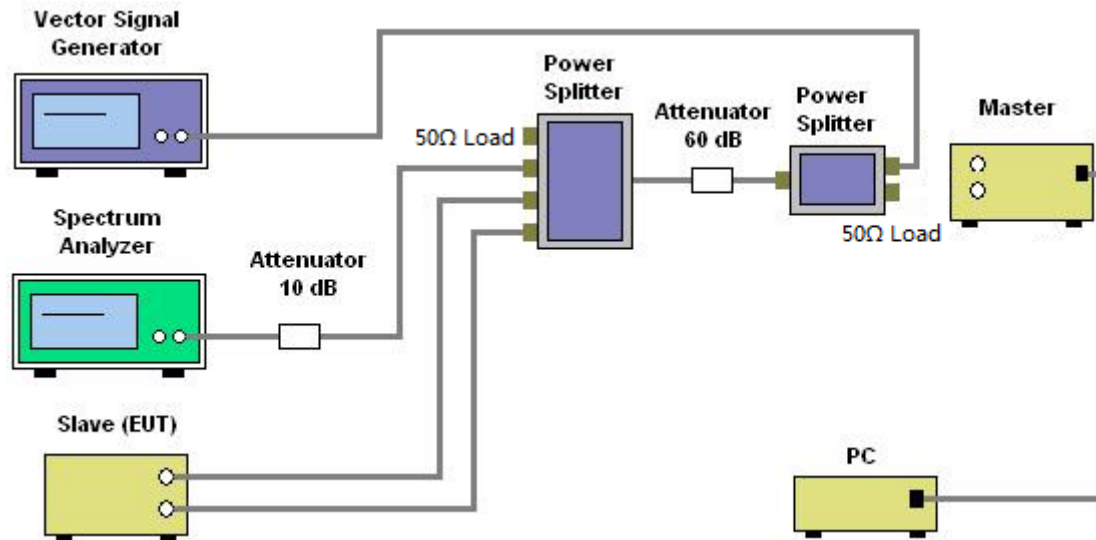 Vector Signal
Generator
Power
Splitter
Attenuator
60 dB
Power
Splitter
Master
50Ω Load
Spectrum
Analyzer
Attenuator
10 dB
50Ω Load
Slave (EUT)
PC